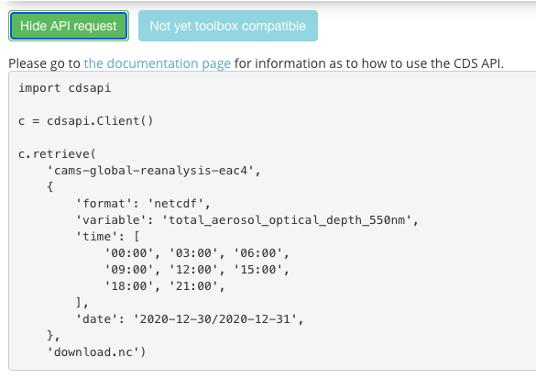 Hide API request
Not yet toolbox compatible
Please go to the documentation page for information as to how to use the CDS API.
import cdsapi
c = cdsapi.Client()
c.retrieve(
    'cams-global-reanalysis-eac4',
    {
        'format': 'netcdf',
        'variable': 'total_aerosol_optical_depth_550nm',
        'time': [
            '00:00', '03:00', '06:00',
            '09:00', '12:00', '15:00',
            '18:00', '21:00',
        ],
        'date': '2020-12-30/2020-12-31',
    },
    'download.nc')